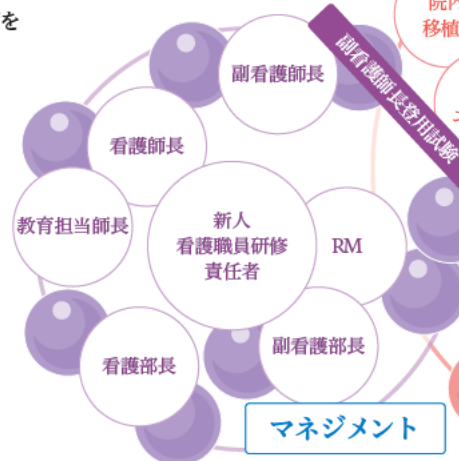 を
院内
移植
副看護師長登用試験
副看護師長
看護師長
教育担当師長
新人
看護職員研修
責任者
RM
副看護部長
看護部長
マネジメント